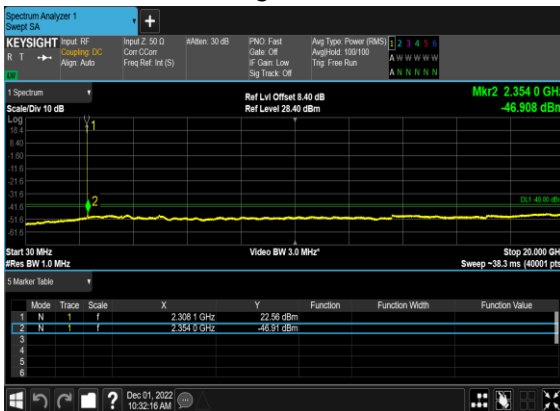 Spectrum Analyzer 1
Swept SA
+
KEYSIGHT Input: RF Input Z: 50 Ω #Atten: 30 dB PNO: Fast Avg Type: Power (RMS) 1 2 3 4 5 6
R T Coupling: DC Corr CCorr Gate: Off Avg|Hold: 100/100 A W W W W W
Align: Auto Freq Ref: Int (S) IF Gain: Low Trig: Free Run
Sig Track: Off A N N N N N
1 Spectrum
Ref Lvl Offset 8.40 dB Mkr2 2.354 0 GHz
Scale/Div 10 dB Ref Level 28.40 dBm -46.908 dBm
Log
18.4
8.40
-1.60
-11.6
-21.6
-31.6
-41.6
-51.6
-61.6
1
2
DL1 -40.00 dBm
Start 30 MHz Video BW 3.0 MHz* Stop 20.000 GHz
#Res BW 1.0 MHz Sweep ~38.3 ms (40001 pts)
5 Marker Table
Mode Trace Scale X Y Function Function Width Function Value
1 N 1 f 2.308 1 GHz 22.56 dBm
2 N 1 f 2.354 0 GHz -46.91 dBm
3
4
5
6
? Dec 01, 2022
10:32:16 AM